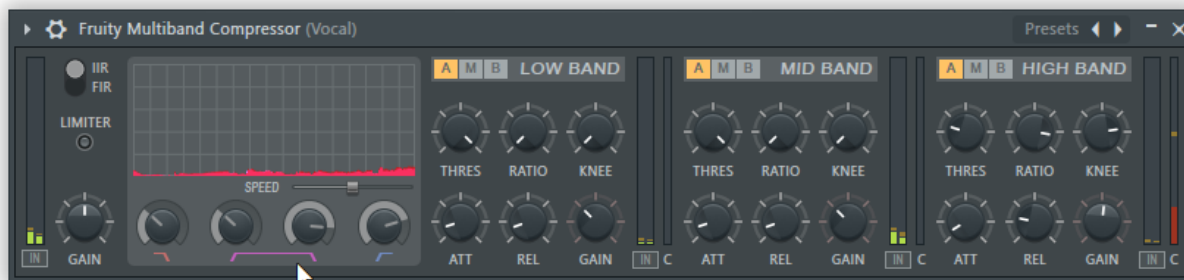 Fruity Multiband Compressor (Vocal)
Presets
IIR
FIR
LIMITER
GAIN
IN
SPEED
A M B LOW BAND
THRES RATIO KNEE
ATT REL GAIN
IN C
A M B MID BAND
THRES RATIO KNEE
ATT REL GAIN
IN C
A M B HIGH BAND
THRES RATIO KNEE
ATT REL GAIN
IN C